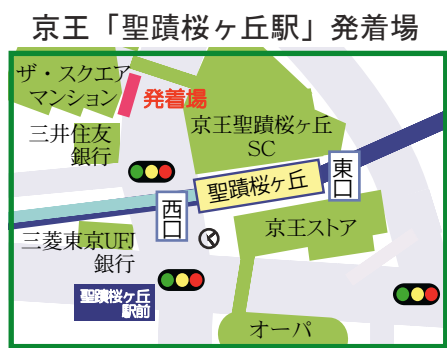 京王「聖蹟桜ヶ丘駅」発着場
ザ・スクエア
マンション
発着場
三井住友
銀行
京王聖蹟桜ヶ丘
SC
聖蹟桜ヶ丘
東口
西口
京王ストア
三菱東京UFJ
銀行
聖蹟桜ヶ丘
駅前
オーパ